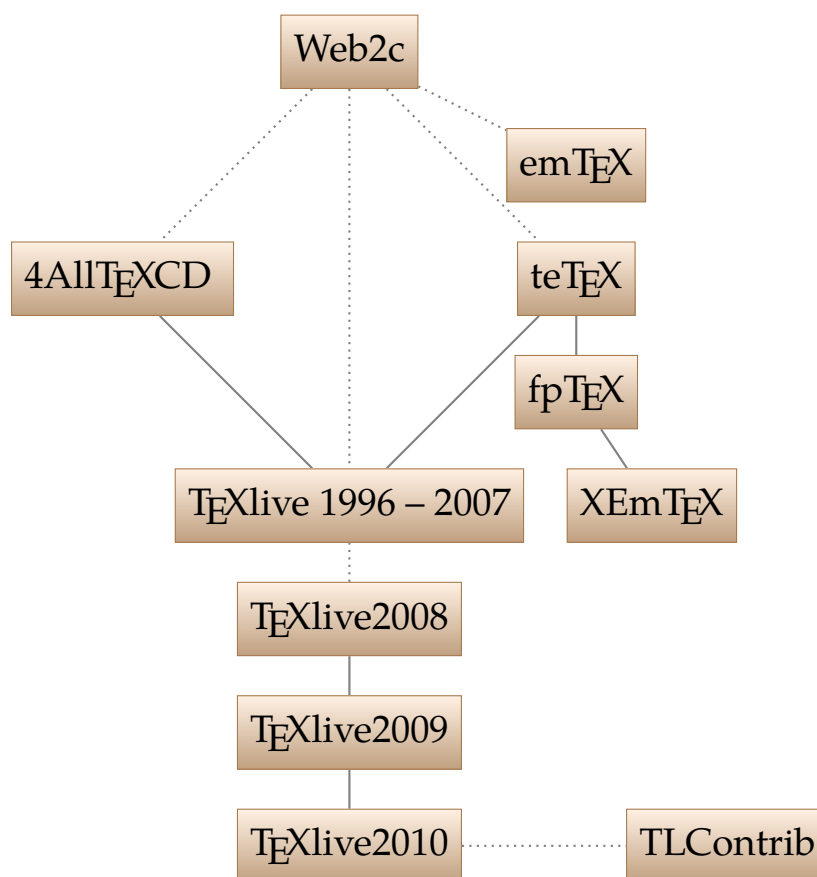 Web2c
emTEX
4AllTEXCD
teTEX
fpTEX
TEXlive 1996 – 2007
XEmTEX
TEXlive2008
TEXlive2009
TEXlive2010
TLContrib